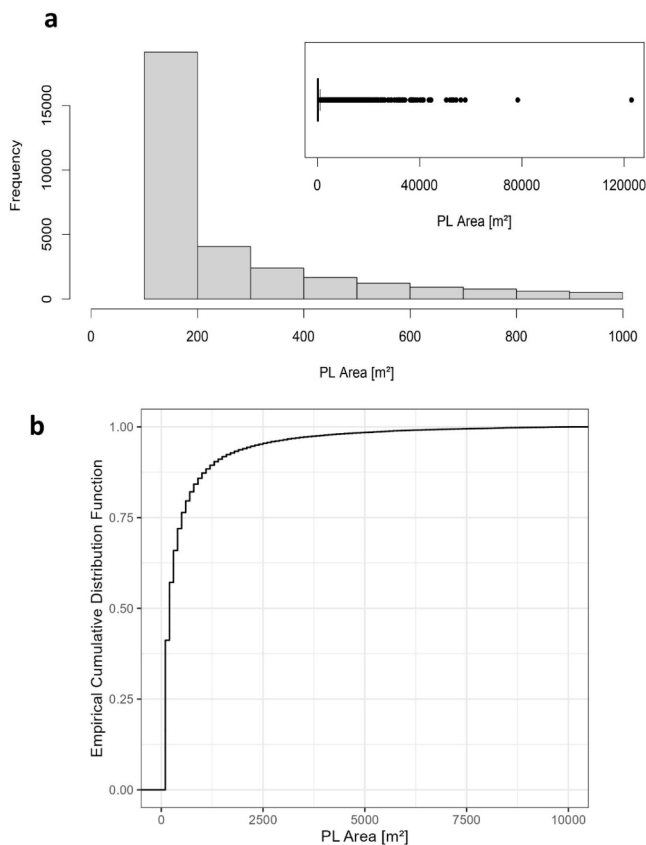 a
Frequency
15000
10000
5000
0
0 200 400 600 800 1000
PL Area [m²]
0 40000 80000 120000
PL Area [m²]
b
Empirical Cumulative Distribution Function
1.00
0.75
0.50
0.25
0.00
0 2500 5000 7500 10000
PL Area [m²]